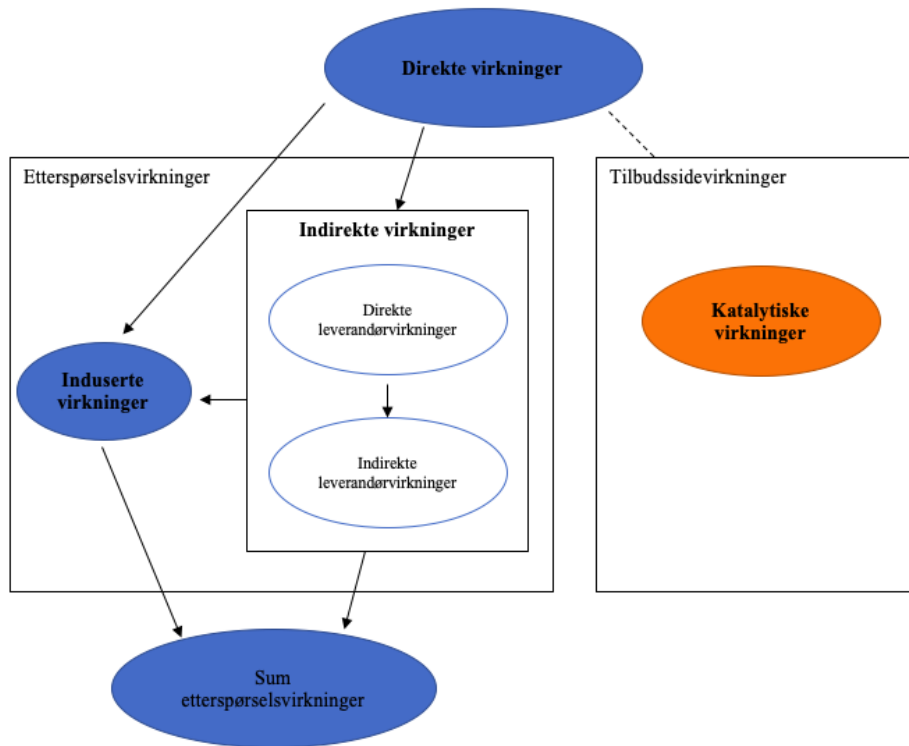 Direkte virkninger
Etterspørselsvirkninger
Tilbudssidevirkninger
Indirekte virkninger
Direkte
leverandørvirkninger
Katalytiske
virkninger
Induserte
virkninger
Indirekte
leverandørvirkninger
Sum
etterspørselsvirkninger